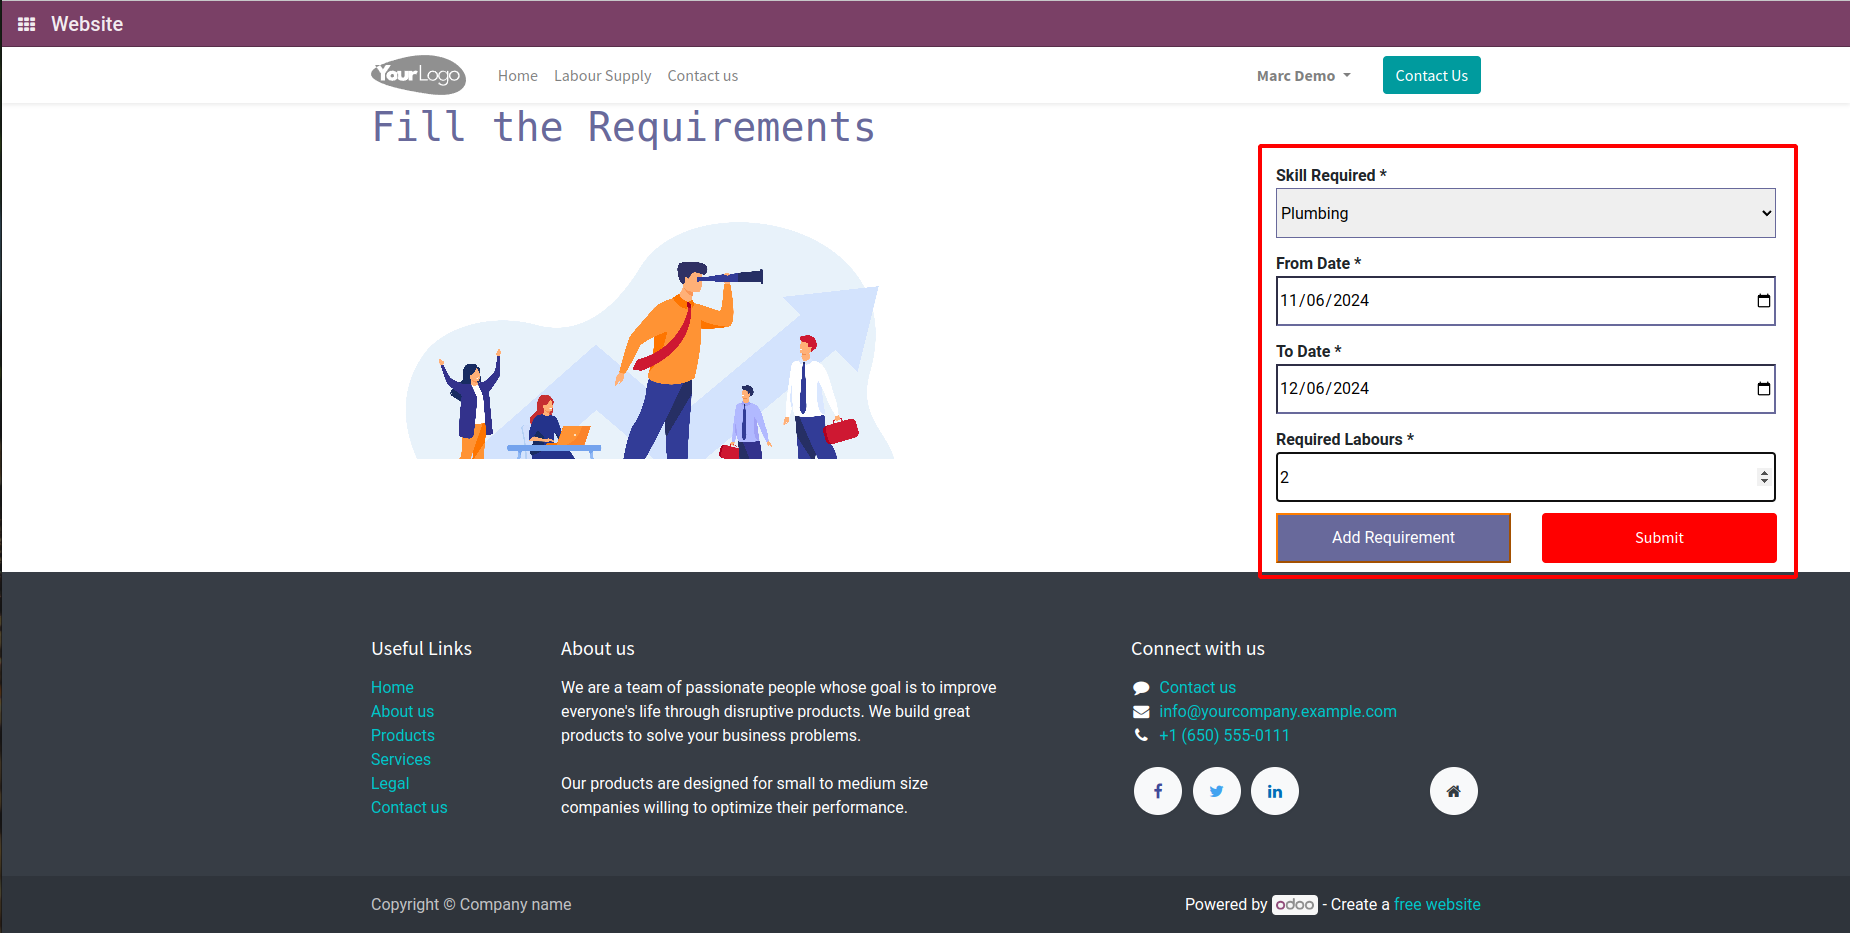 Website
YourLogo
Home Labour Supply Contact us
Marc Demo
Contact Us
Fill the Requirements
Skill Required *
Plumbing
From Date *
11/06/2024
To Date *
12/06/2024
Required Labours *
2
Add Requirement
Submit
Useful Links
Home
About us
Products
Services
Legal
Contact us
About us
We are a team of passionate people whose goal is to improve
everyone's life through disruptive products. We build great
products to solve your business problems.
Our products are designed for small to medium size
companies willing to optimize their performance.
Connect with us
Contact us
info@yourcompany.example.com
+1 (650) 555-0111
Copyright © Company name
Powered by odoo - Create a free website